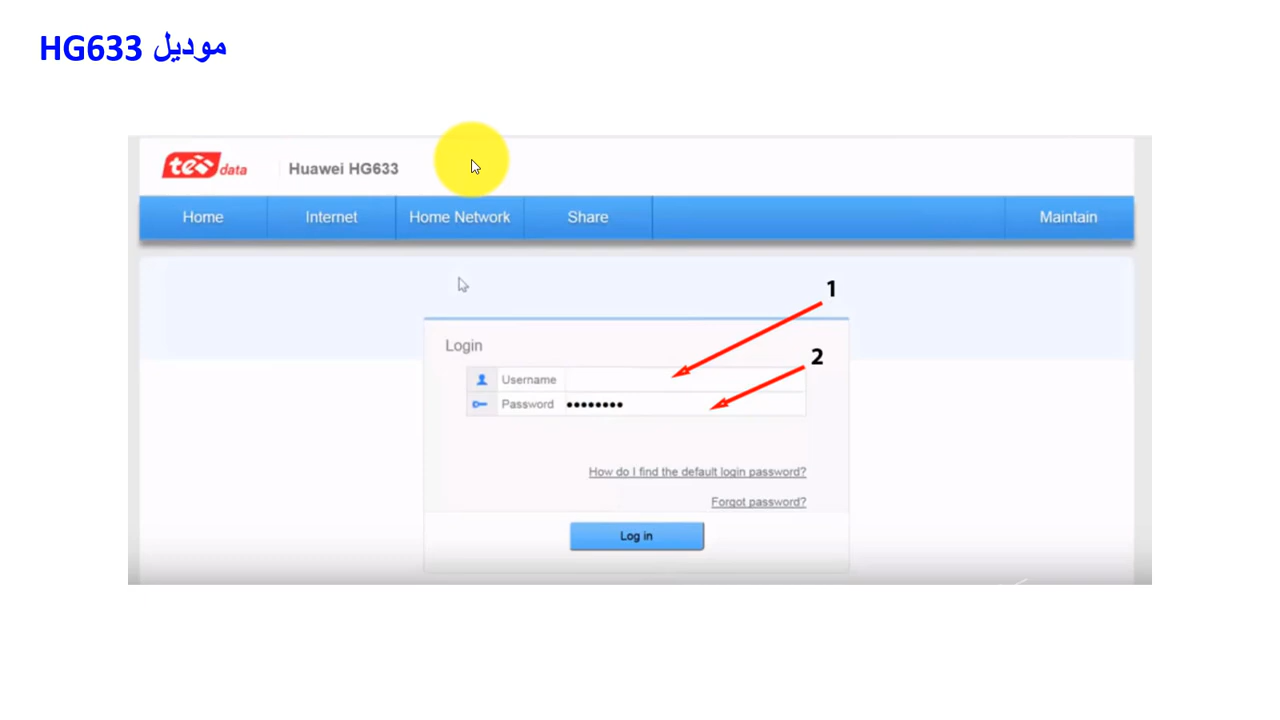 موديل HG633
te data Huawei HG633
Home Internet Home Network Share Maintain
1
Login
2
Username
Password ••••••••
How do I find the default login password?
Forgot password?
Log in